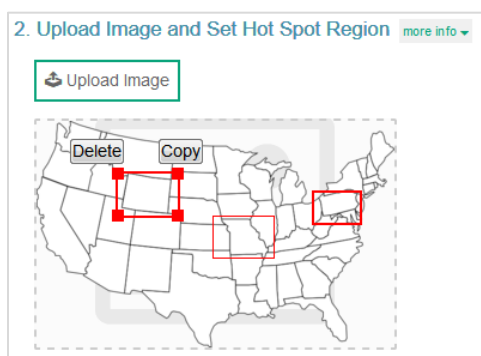 2. Upload Image and Set Hot Spot Region more info
Upload Image
Delete Copy